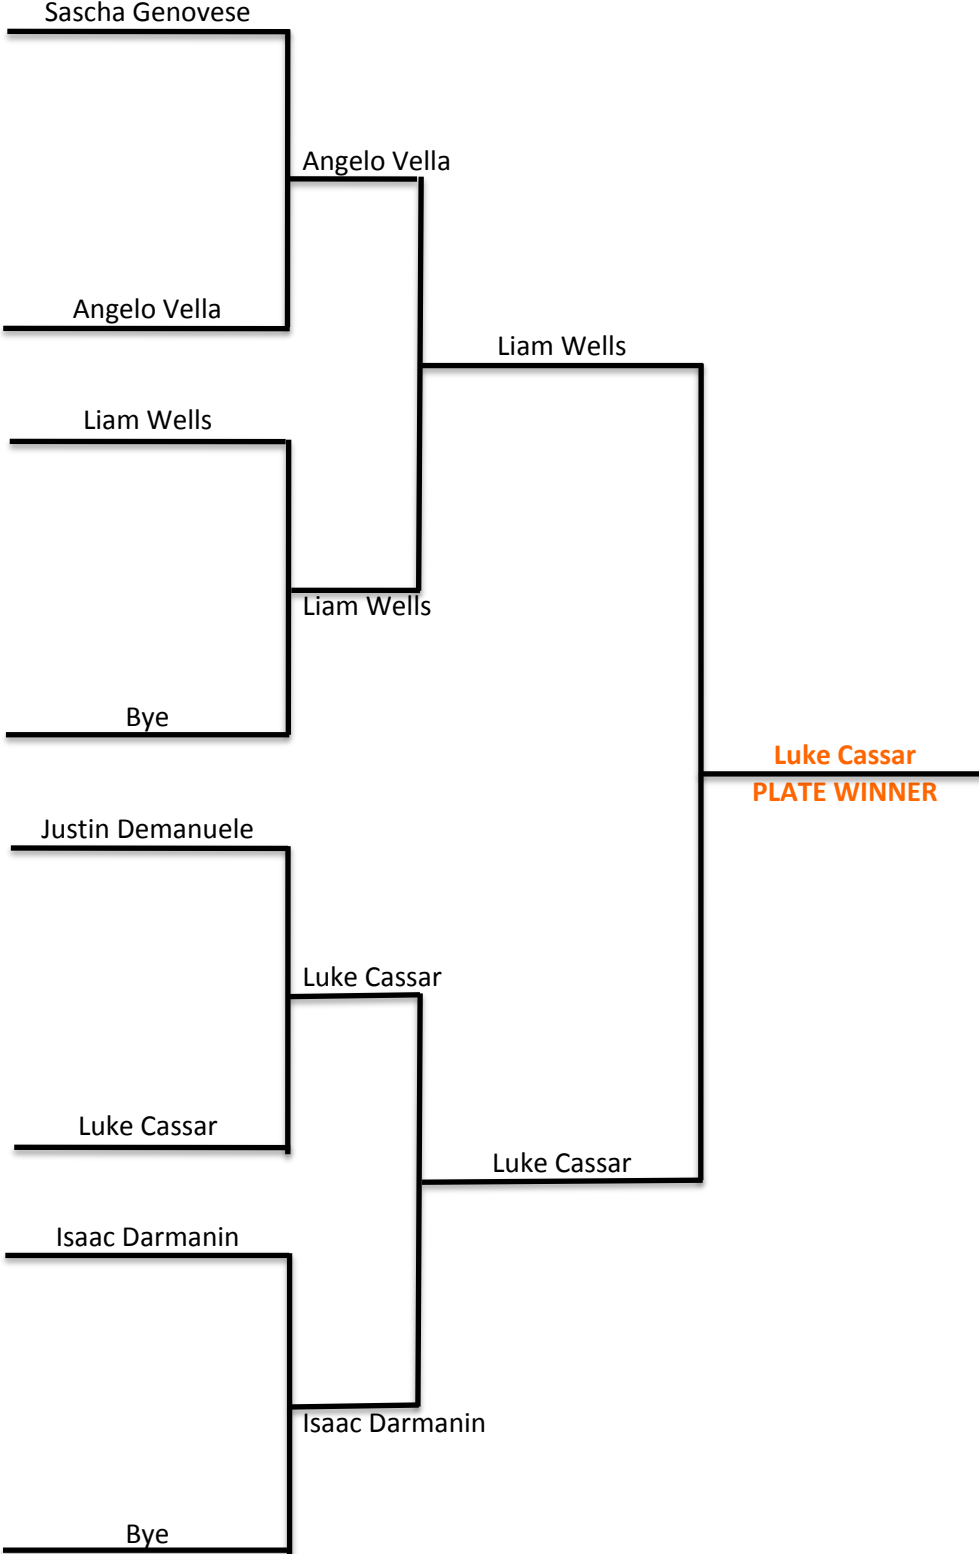 Sascha Genovese
Angelo Vella
Angelo Vella
Liam Wells
Liam Wells
Liam Wells
Bye
Luke Cassar
PLATE WINNER
Justin Demanuele
Luke Cassar
Luke Cassar
Luke Cassar
Isaac Darmanin
Isaac Darmanin
Bye